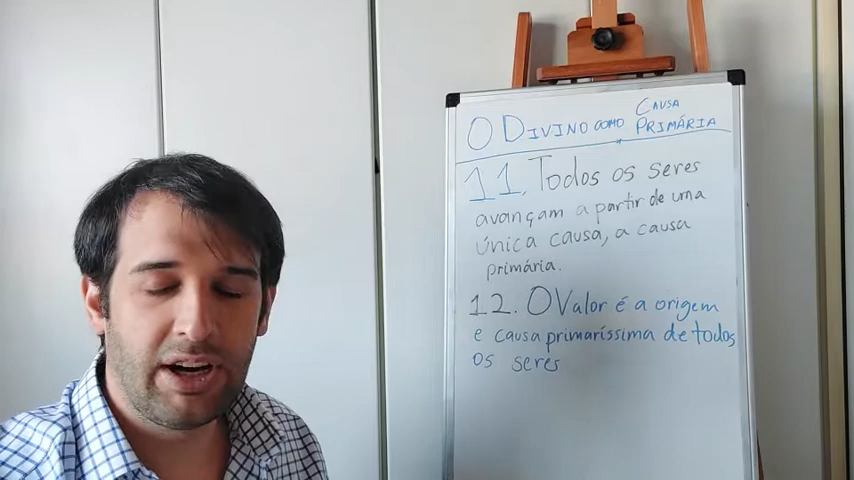 O DIVINO COMO CAUSA PRIMÁRIA
11. Todos os seres
avançam a partir de uma
única causa, a causa
primária.
12. O Valor é a origem
e causa primaríssima de todos
os seres